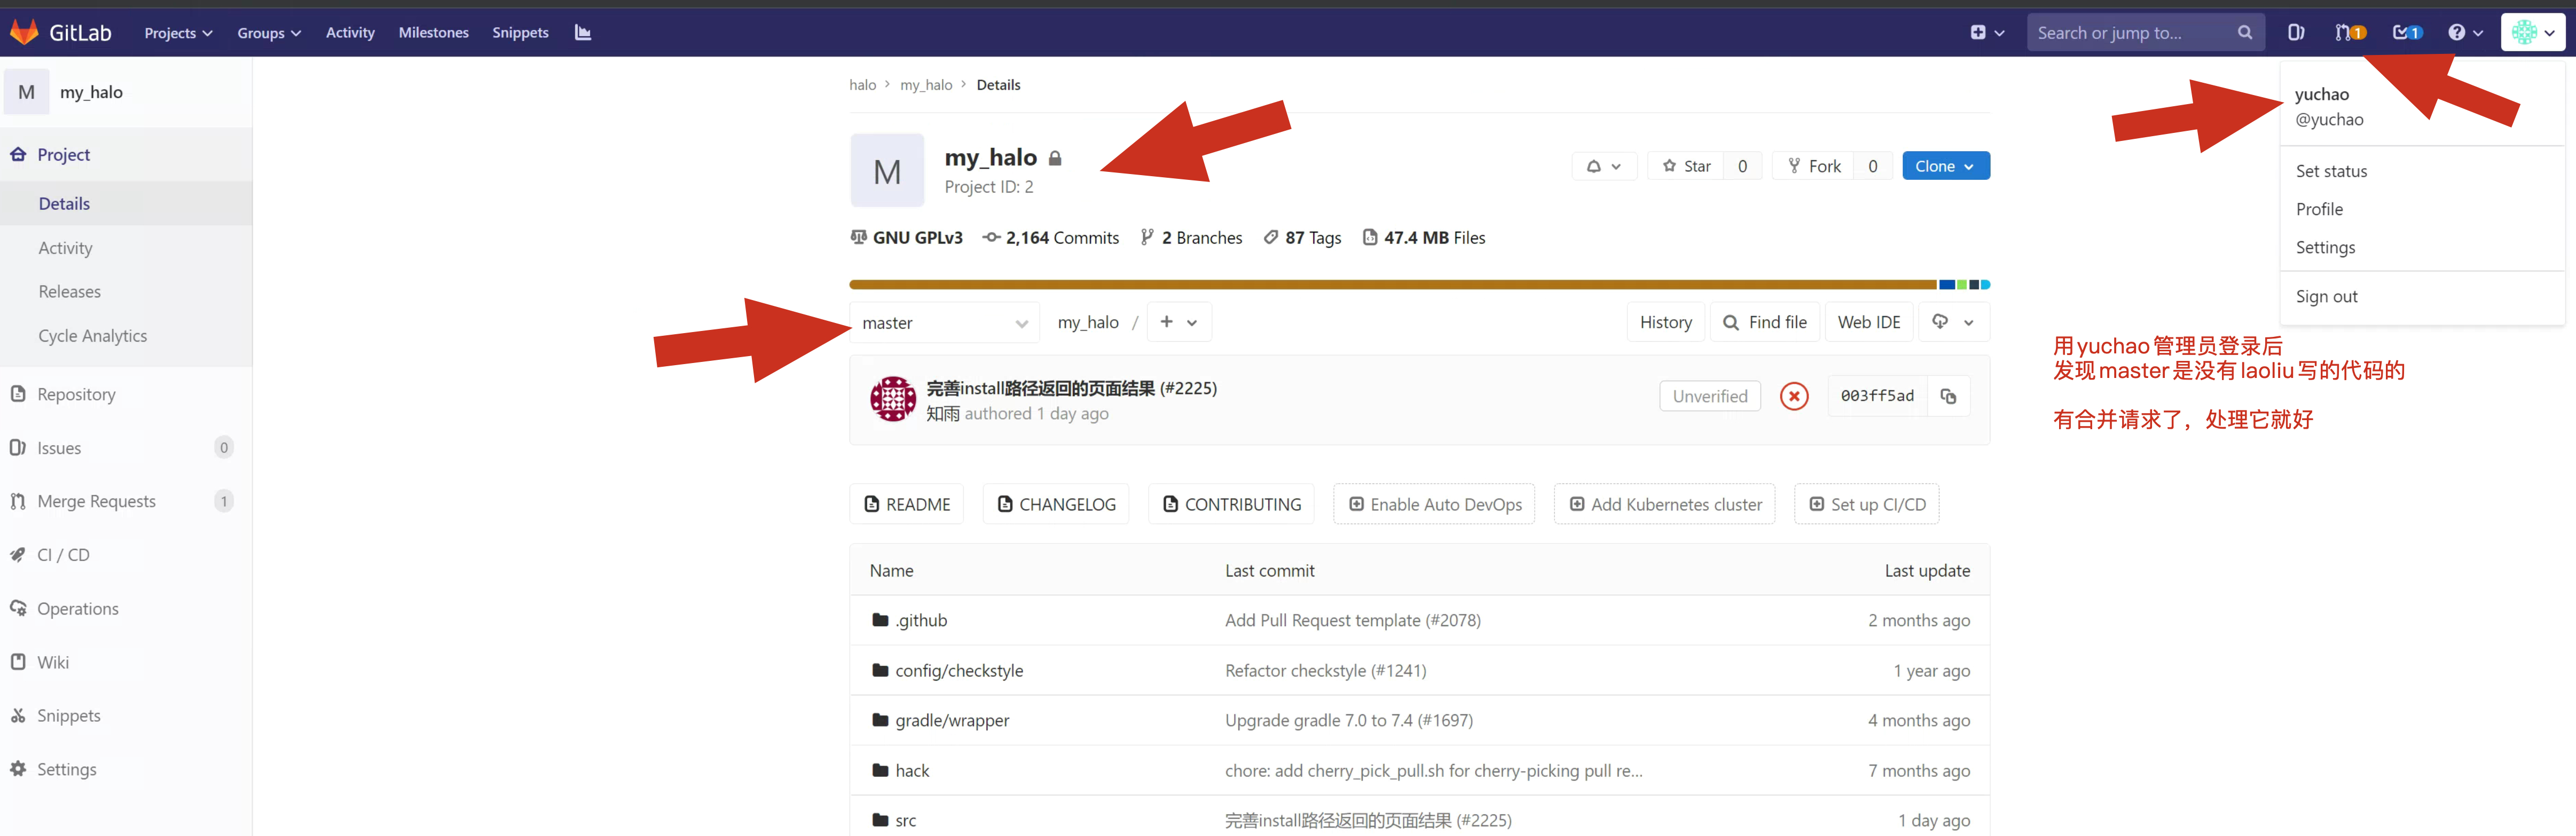 GitLab Projects Groups Activity Milestones Snippets Search or jump to... 1 1
M my_halo
Project
Details
Activity
Releases
Cycle Analytics
Repository
Issues 0
Merge Requests 1
CI / CD
Operations
Wiki
Snippets
Settings
halo > my_halo > Details
M
my_halo
Project ID: 2
Star 0 Fork 0 Clone
GNU GPLv3 2,164 Commits 2 Branches 87 Tags 47.4 MB Files
master my_halo / + History Find file Web IDE
完善install路径返回的页面结果 (#2225)
知雨 authored 1 day ago
Unverified 003ff5ad
README CHANGELOG CONTRIBUTING Enable Auto DevOps Add Kubernetes cluster Set up CI/CD
Name Last commit Last update
.github Add Pull Request template (#2078) 2 months ago
config/checkstyle Refactor checkstyle (#1241) 1 year ago
gradle/wrapper Upgrade gradle 7.0 to 7.4 (#1697) 4 months ago
hack chore: add cherry_pick_pull.sh for cherry-picking pull re... 7 months ago
src 完善install路径返回的页面结果 (#2225) 1 day ago
yuchao
@yuchao
Set status
Profile
Settings
Sign out
用yuchao管理员登录后
发现master是没有laoliu写的代码的
有合并请求了，处理它就好